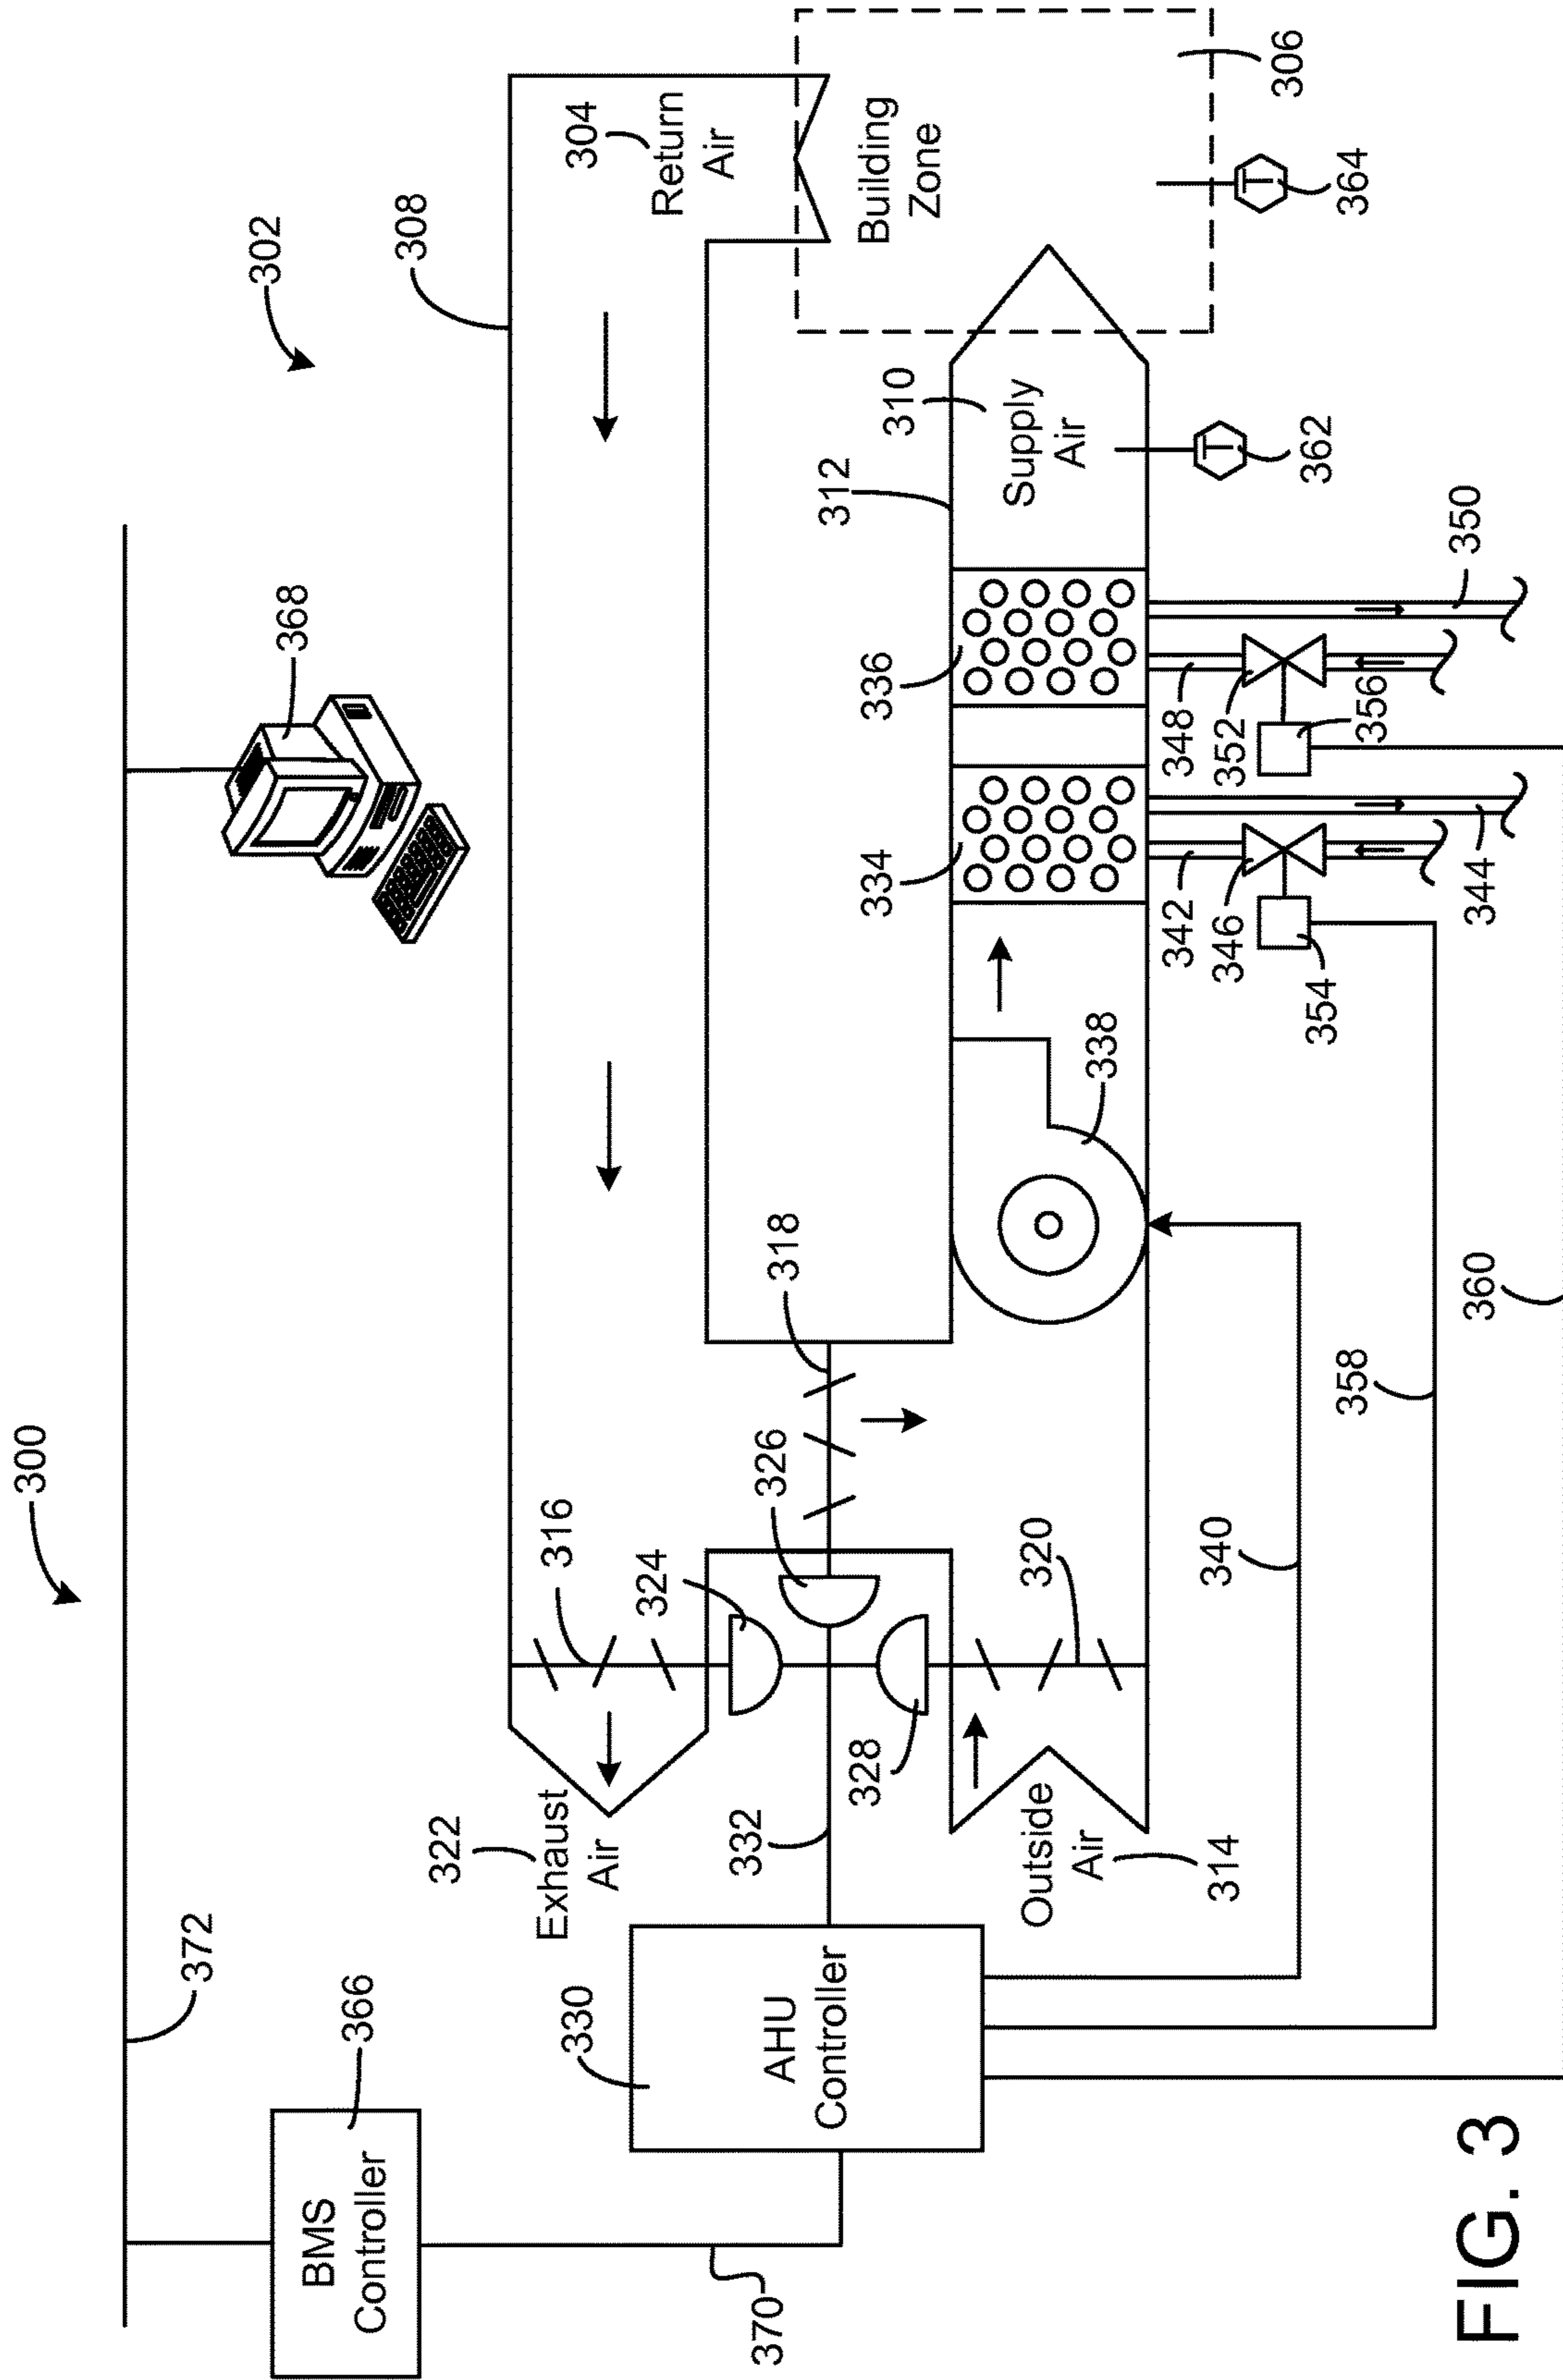 300
372
BMS
Controller
366
368
302
308
370
330
AHU
Controller
322
Exhaust
Air
316
324
326
318
332
328
320
Outside
Air
314
304
Return
Air
Building
Zone
306
312
310
Supply
Air
334
336
338
340
342
346
354
344
348
352
356
350
T
362
T
364
358
360
FIG. 3